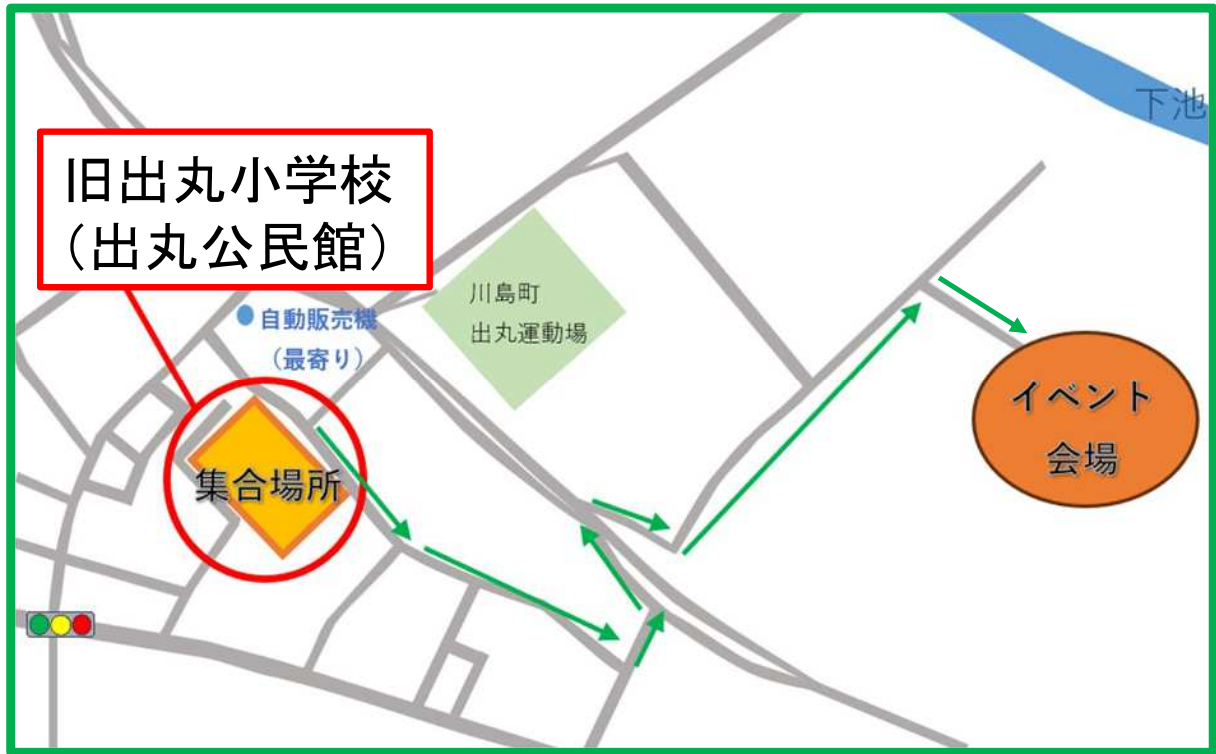 下池
旧出丸小学校
（出丸公民館）
川島町
出丸運動場
自動販売機
（最寄り）
イベント
会場
集合場所